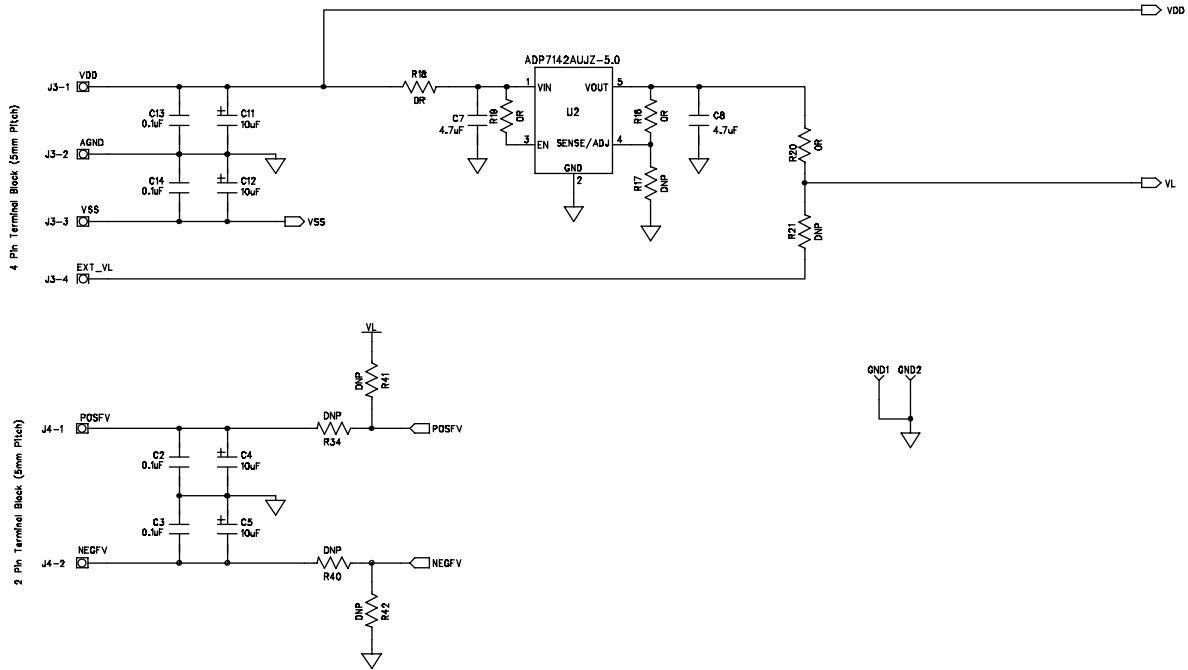 VDD
ADP7142AUJZ-5.0
J3-1
VDD
R18
0R
1
VIN
VOUT
5
U2
R19
0R
R16
0R
C13
0.1uF
C11
10uF
C7
4.7uF
C8
4.7uF
3
EN
SENSE/ADJ
4
R20
0R
J3-2
AGND
GND
2
C14
0.1uF
C12
10uF
R17
DNP
VL
J3-3
VSS
VSS
R21
DNP
J3-4
EXT_VL
4 Pin Terminal Block (5mm Pitch)
VL
DNP
R41
GND1
GND2
J4-1
POSFV
DNP
R34
POSFV
C2
0.1uF
C4
10uF
C3
0.1uF
C5
10uF
J4-2
NEGFV
DNP
R40
NEGFV
DNP
R42
2 Pin Terminal Block (5mm Pitch)